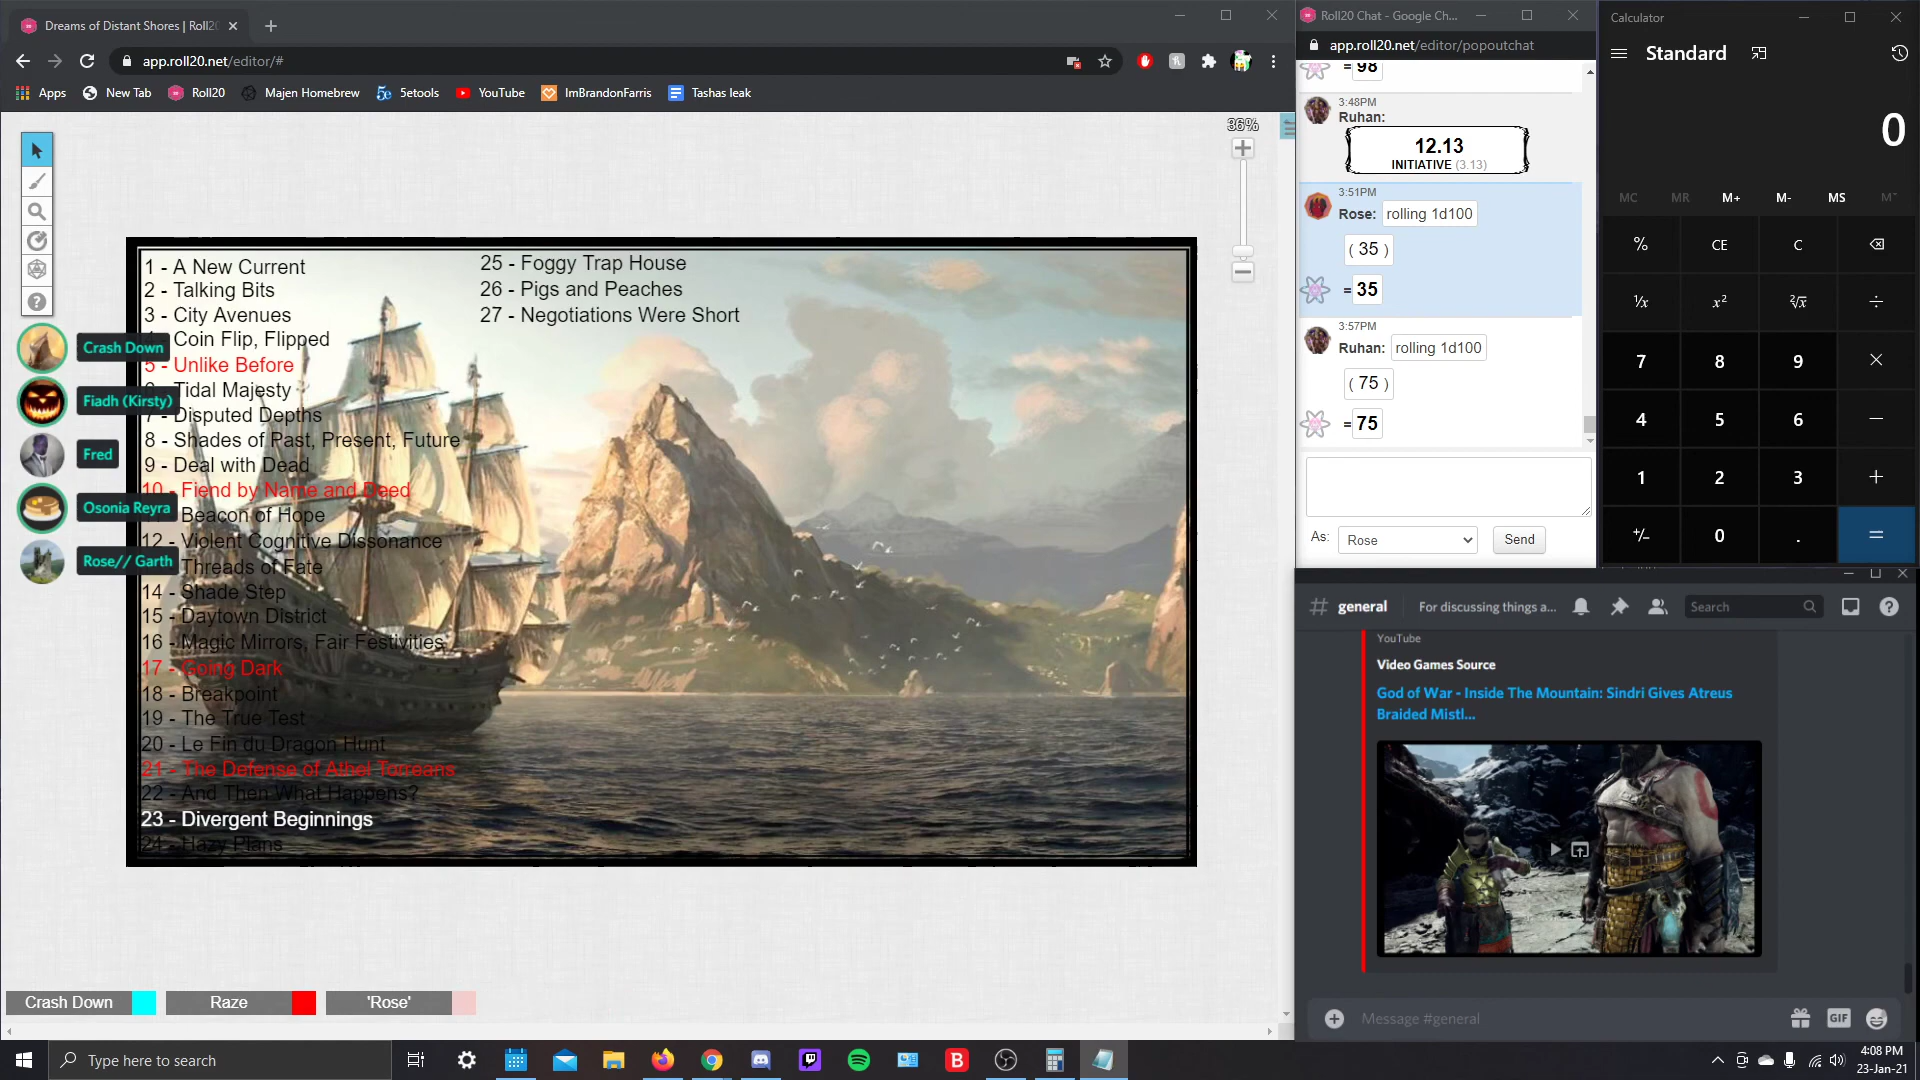 Dreams of Distant Shores | Roll20
app.roll20.net/editor/#
Apps
New Tab
Roll20
Majen Homebrew
5etools
YouTube
ImBrandonFarris
Tashas leak
36%
1 - A New Current
2 - Talking Bits
3 - City Avenues
Coin Flip, Flipped
5 - Unlike Before
Tidal Majesty
7 - Disputed Depths
8 - Shades of Past, Present, Future
9 - Deal with Dead
10 - Fiend by Name and Deed
Beacon of Hope
12 - Violent Cognitive Dissonance
Threads of Fate
14 - Shade Step
15 - Daytown District
16 - Magic Mirrors, Fair Festivities
17 - Going Dark
18 - Breakpoint
19 - The True Test
20 - Le Fin du Dragon Hunt
21 - The Defense of Athel Torreans
22 - And Then What Happens?
23 - Divergent Beginnings
24 - Hazy Plans
25 - Foggy Trap House
26 - Pigs and Peaches
27 - Negotiations Were Short
Crash Down
Fiadh (Kirsty)
Fred
Osonia Reyra
Rose// Garth
Crash Down
Raze
'Rose'
Roll20 Chat - Google Ch...
app.roll20.net/editor/popoutchat
=98
3:48PM
Ruhan:
12.13
INITIATIVE (3.13)
3:51PM
Rose: rolling 1d100
( 35 )
=35
3:57PM
Ruhan: rolling 1d100
( 75 )
=75
As: Rose Send
Calculator
Standard
0
MC MR M+ M- MS M˅
% CE C
¹/x x² ²√x ÷
7 8 9 ×
4 5 6 −
1 2 3 +
+/- 0 . =
# general
For discussing things a...
Search
YouTube
Video Games Source
God of War - Inside The Mountain: Sindri Gives Atreus
Braided Mistl...
Message #general
GIF
Type here to search
4:08 PM
23-Jan-21